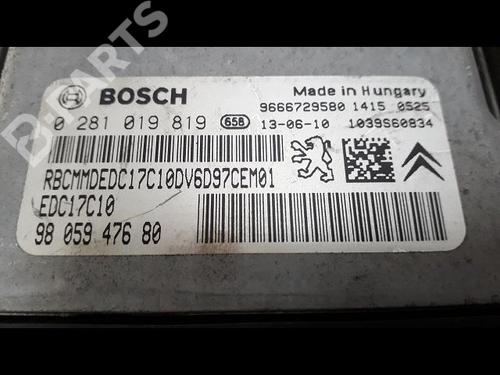 B-PARTS
BOSCH
Made in Hungary
9666729580 1415 0525
0 281 019 819 658 13-06-10 1039S60834
RBCMMDEDC17C10DV6D97CEM01
EDC17C10
98 059 476 80